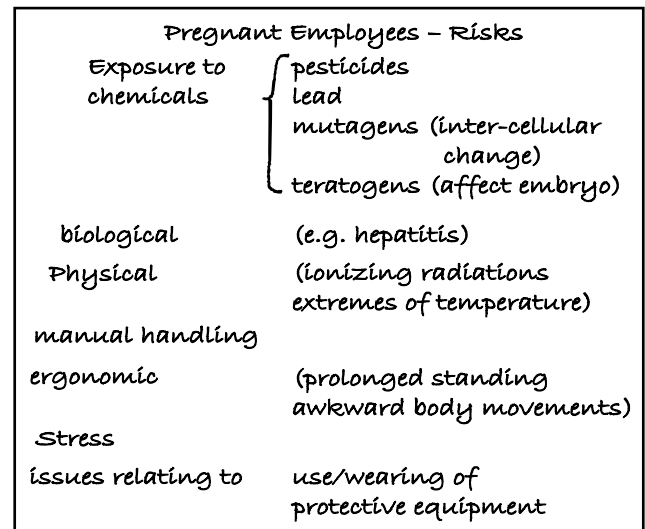 Pregnant Employees – Risks
Exposure to pesticides
chemicals lead
mutagens (inter-cellular
change)
teratogens (affect embryo)
biological (e.g. hepatitis)
Physical (ionizing radiations
extremes of temperature)
manual handling
ergonomic (prolonged standing
awkward body movements)
Stress
issues relating to use/wearing of
protective equipment